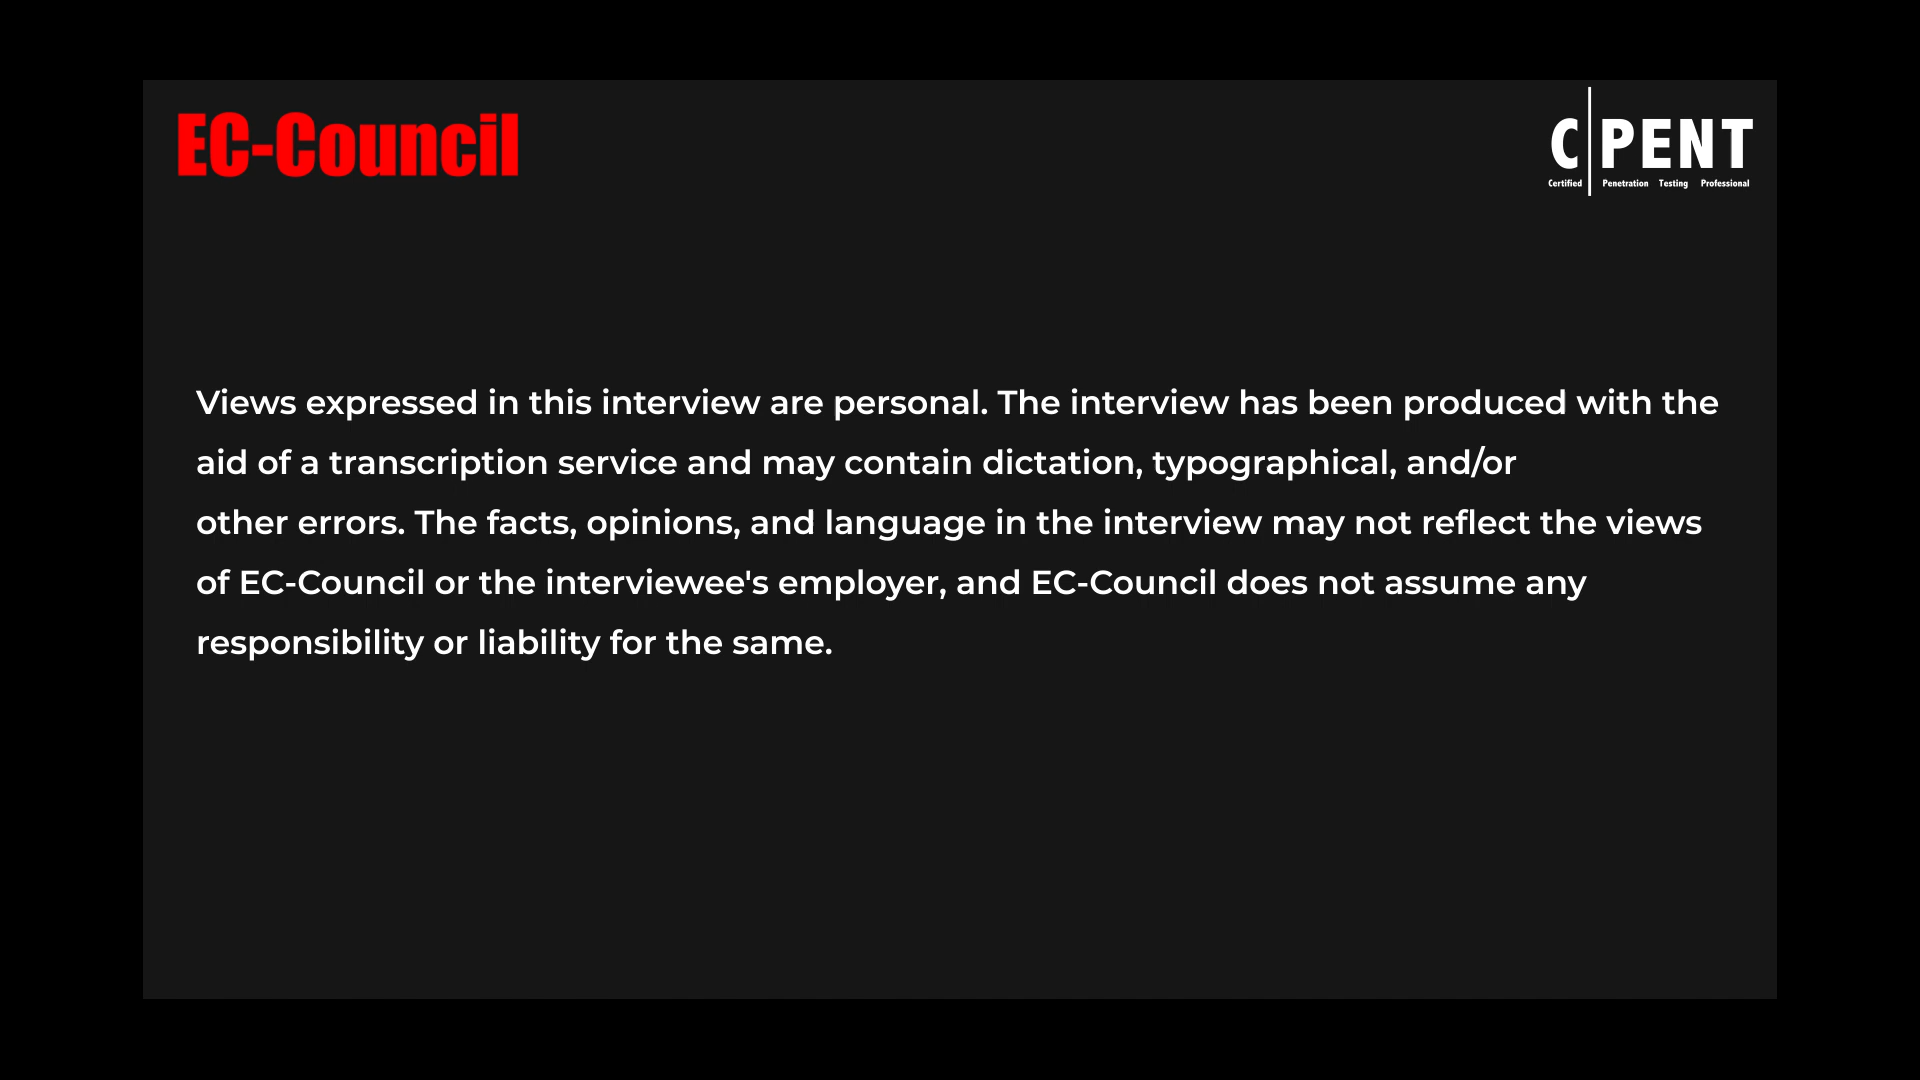 EC-Council
C|PENT
Certified Penetration Testing Professional
Views expressed in this interview are personal. The interview has been produced with the
aid of a transcription service and may contain dictation, typographical, and/or
other errors. The facts, opinions, and language in the interview may not reflect the views
of EC-Council or the interviewee's employer, and EC-Council does not assume any
responsibility or liability for the same.